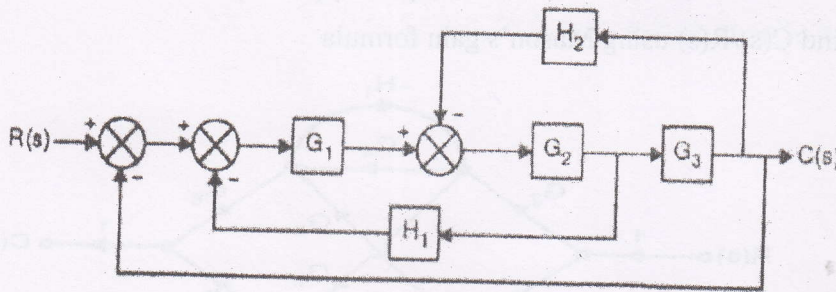 H₂
R(s) + - + - G₁ + - G₂ G₃ C(s)
H₁